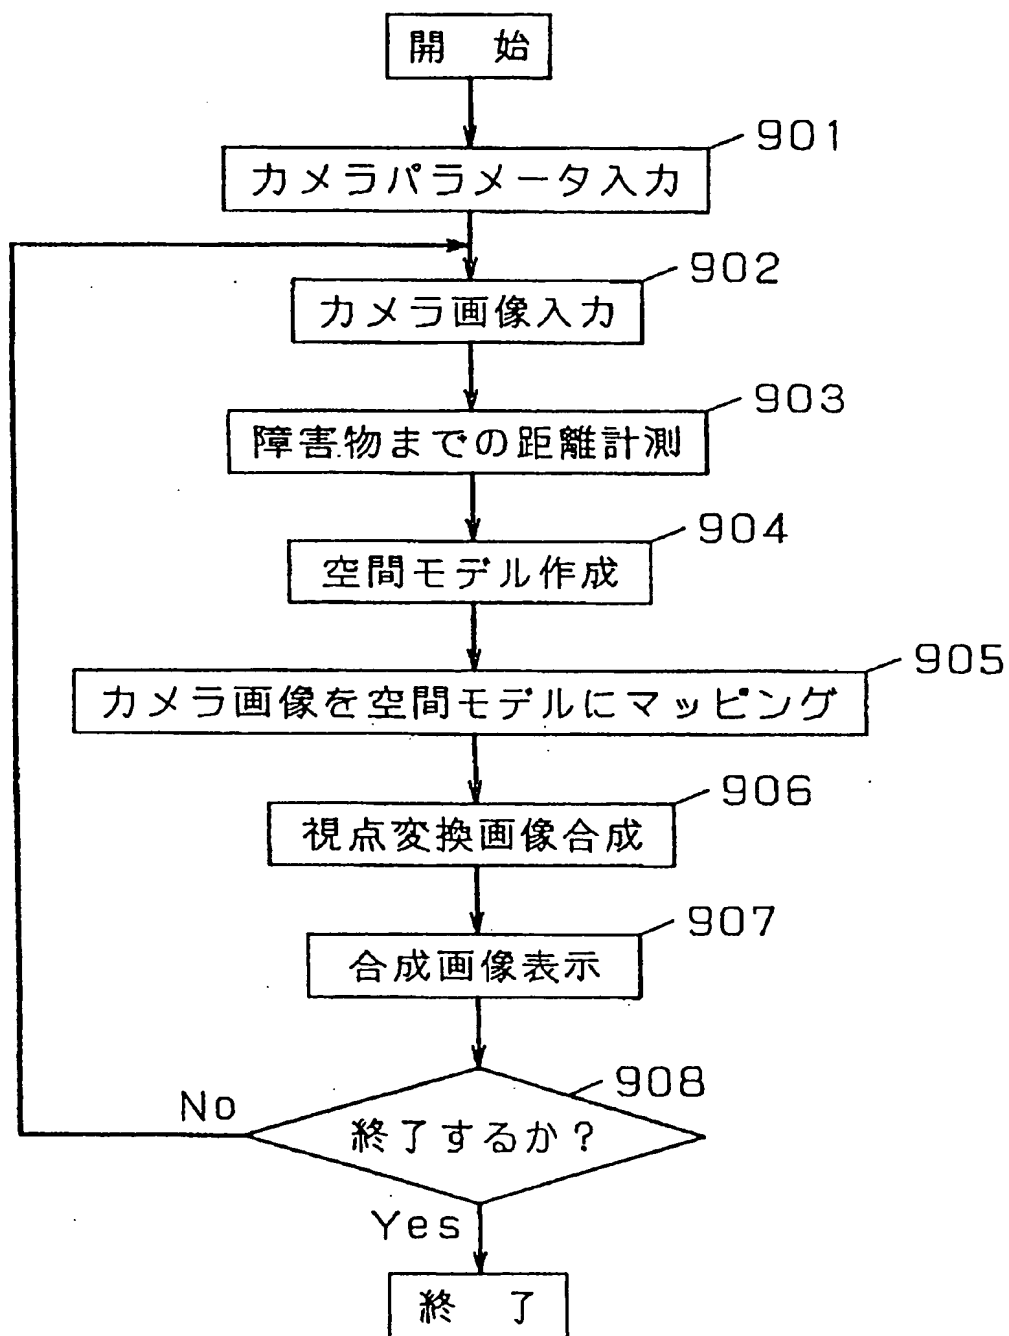 開 始
901
カメラパラメータ入力
902
カメラ画像入力
903
障害物までの距離計測
904
空間モデル作成
905
カメラ画像を空間モデルにマッピング
906
視点変換画像合成
907
合成画像表示
908
No
終了するか?
Yes
終 了